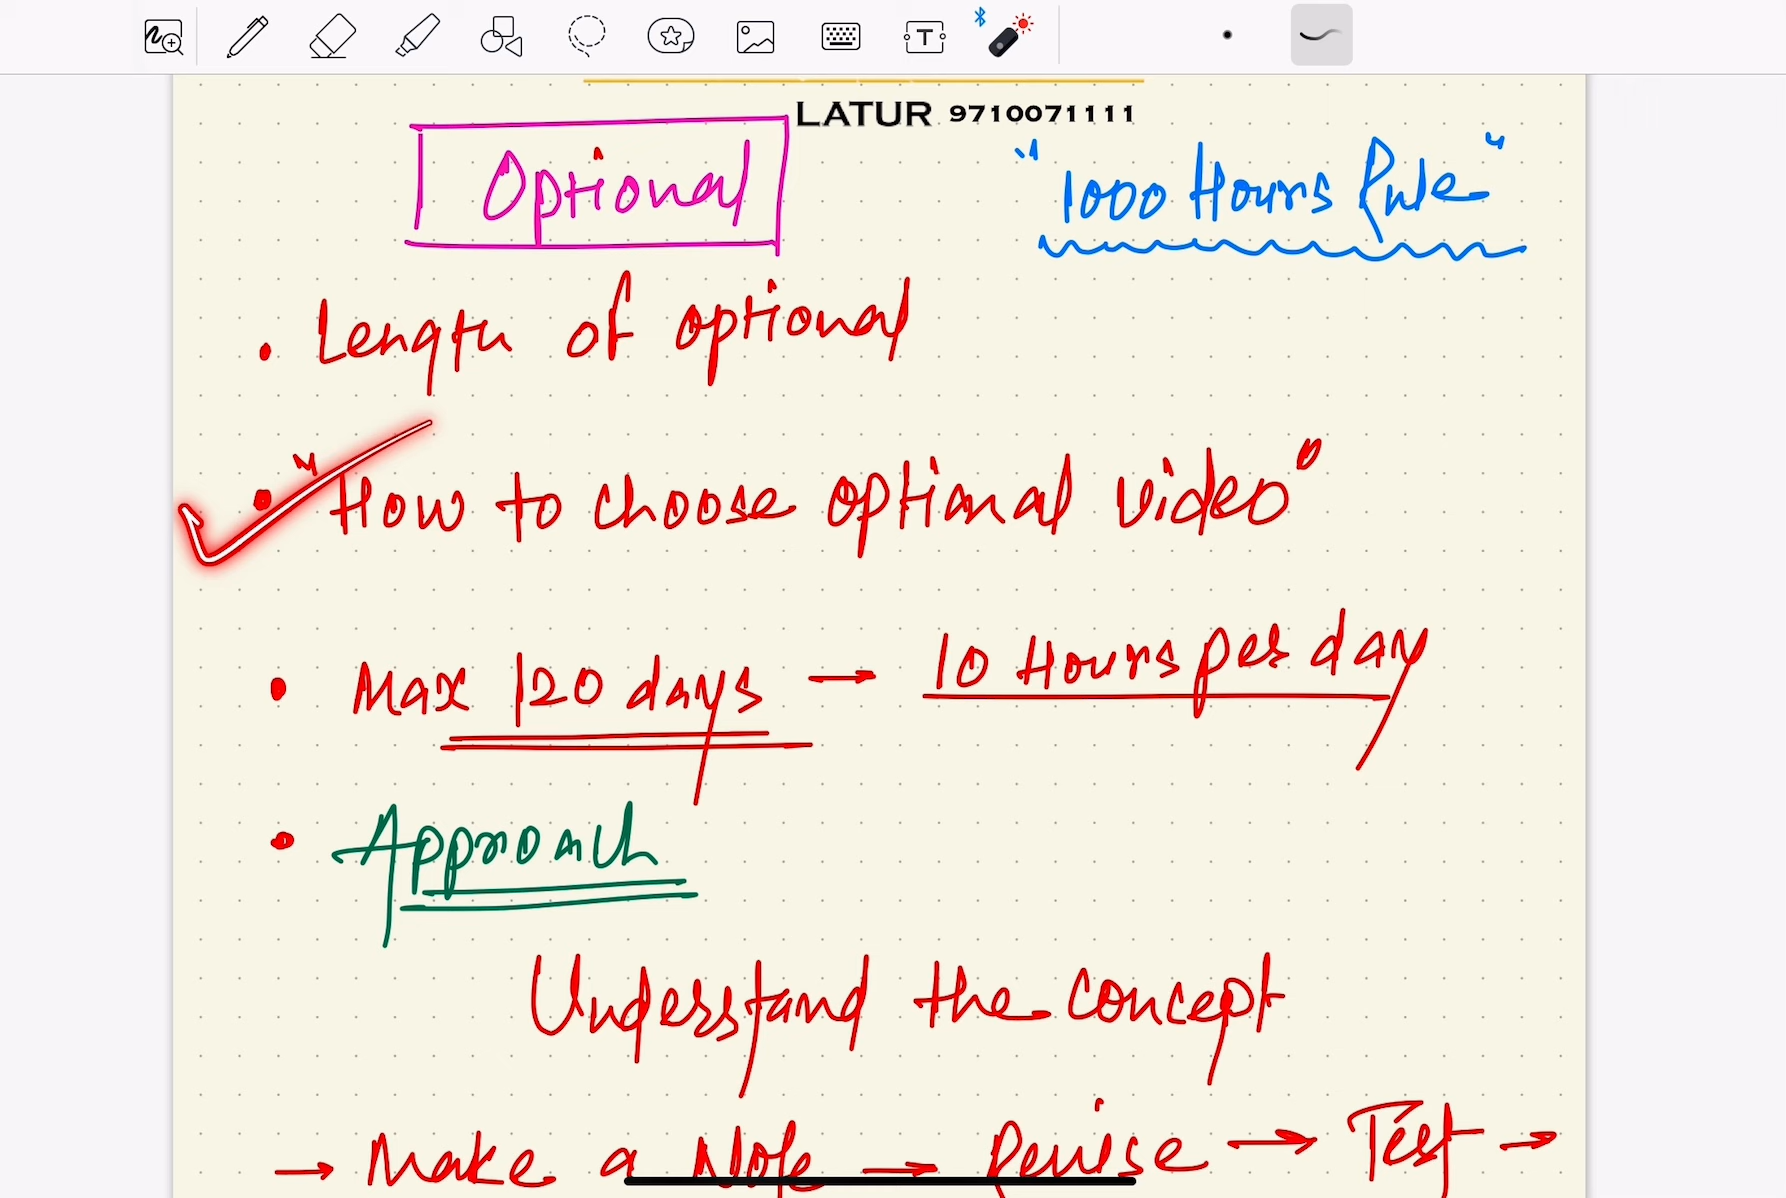 LATUR 9710071111
Optional
"1000 Hours Rule"
• Length of optional
• "How to choose optional video"
• Max 120 days → 10 Hours per day
• Approach
Understand the concept
→ Make a Note → Revise → Test →